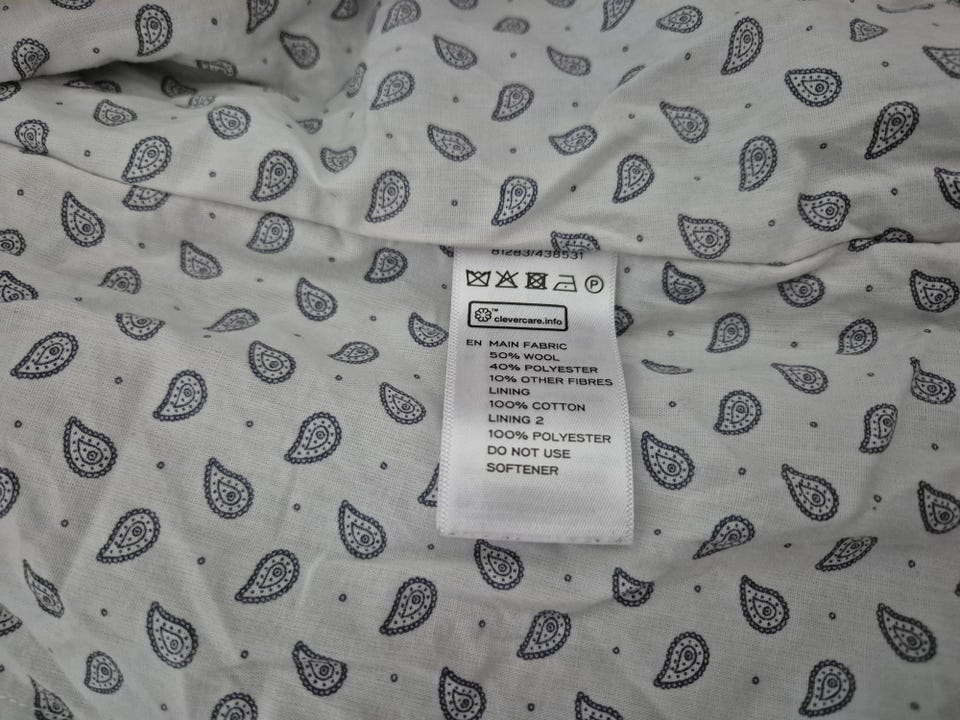 81283/438531
P
™
clevercare.info
EN MAIN FABRIC
50% WOOL
40% POLYESTER
10% OTHER FIBRES
LINING
100% COTTON
LINING 2
100% POLYESTER
DO NOT USE
SOFTENER